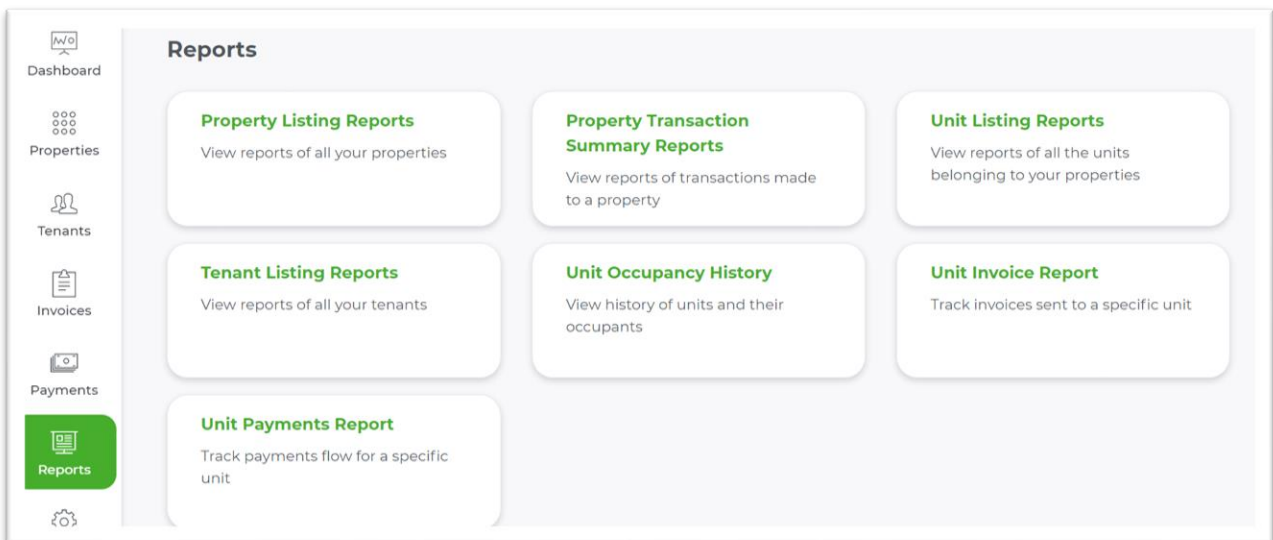 Dashboard
Properties
Tenants
Invoices
Payments
Reports
Reports
Property Listing Reports
View reports of all your properties
Property Transaction
Summary Reports
View reports of transactions made
to a property
Unit Listing Reports
View reports of all the units
belonging to your properties
Tenant Listing Reports
View reports of all your tenants
Unit Occupancy History
View history of units and their
occupants
Unit Invoice Report
Track invoices sent to a specific unit
Unit Payments Report
Track payments flow for a specific
unit